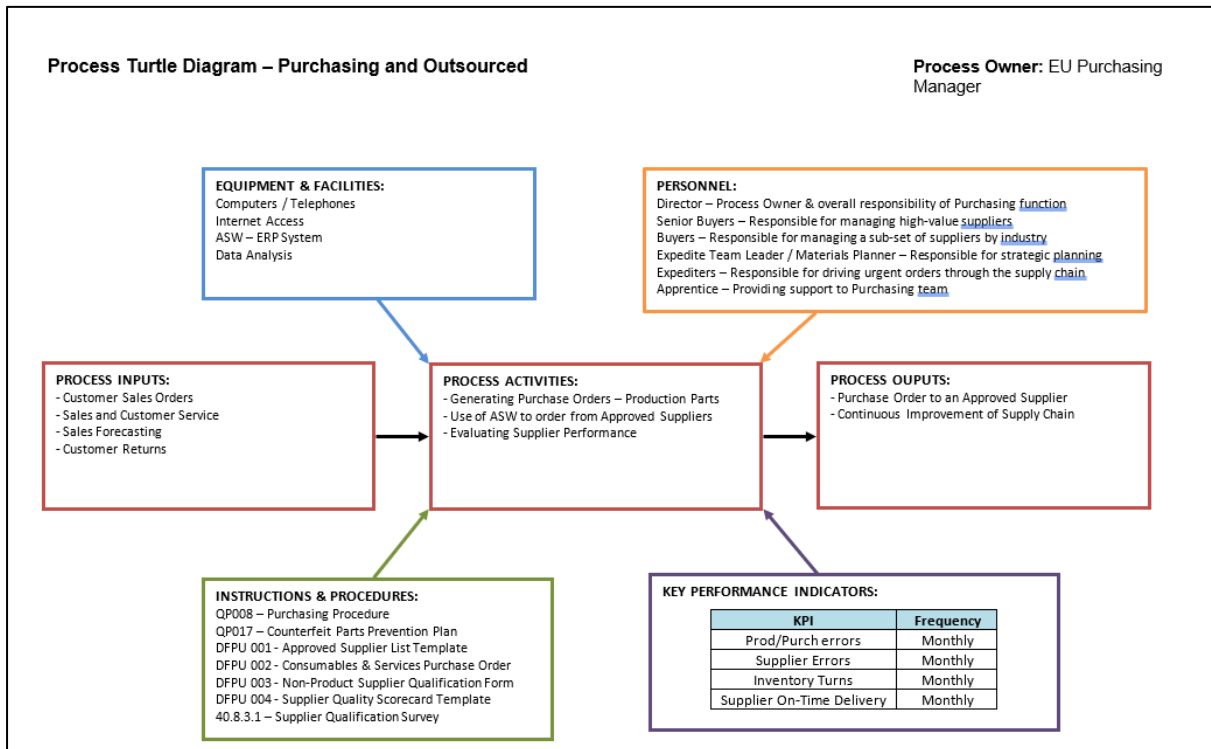 Process Turtle Diagram – Purchasing and Outsourced
Process Owner: EU Purchasing
Manager
EQUIPMENT & FACILITIES:
Computers / Telephones
Internet Access
ASW – ERP System
Data Analysis
PERSONNEL:
Director – Process Owner & overall responsibility of Purchasing function
Senior Buyers – Responsible for managing high-value suppliers
Buyers – Responsible for managing a sub-set of suppliers by industry
Expedite Team Leader / Materials Planner – Responsible for strategic planning
Expediters – Responsible for driving urgent orders through the supply chain
Apprentice – Providing support to Purchasing team
PROCESS INPUTS:
- Customer Sales Orders
- Sales and Customer Service
- Sales Forecasting
- Customer Returns
PROCESS ACTIVITIES:
- Generating Purchase Orders – Production Parts
- Use of ASW to order from Approved Suppliers
- Evaluating Supplier Performance
PROCESS OUPUTS:
- Purchase Order to an Approved Supplier
- Continuous Improvement of Supply Chain
INSTRUCTIONS & PROCEDURES:
QP008 – Purchasing Procedure
QP017 – Counterfeit Parts Prevention Plan
DFPU 001 - Approved Supplier List Template
DFPU 002 – Consumables & Services Purchase Order
DFPU 003 – Non-Product Supplier Qualification Form
DFPU 004 – Supplier Quality Scorecard Template
40.8.3.1 – Supplier Qualification Survey
KEY PERFORMANCE INDICATORS:
KPI Frequency
Prod/Purch errors Monthly
Supplier Errors Monthly
Inventory Turns Monthly
Supplier On-Time Delivery Monthly